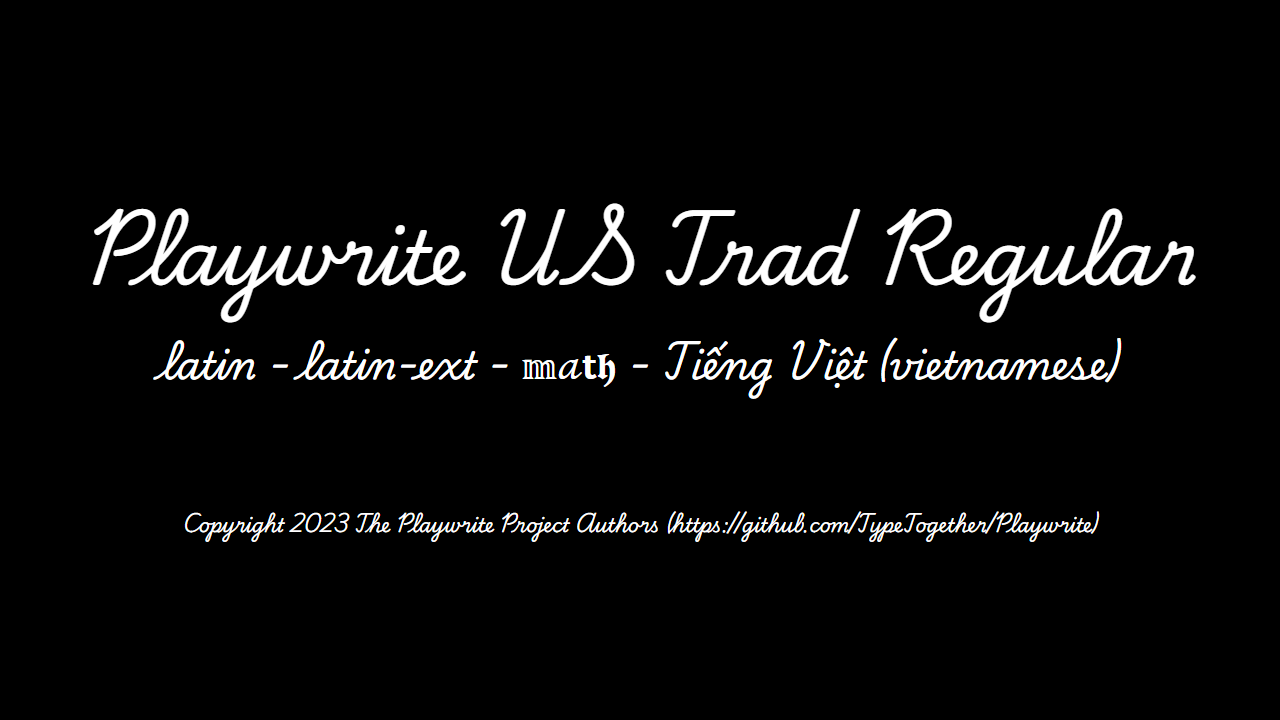 Playwrite US Trad Regular
latin - latin-ext - 𝕞𝑎𝐭𝖍 - Tiếng Việt (vietnamese)
Copyright 2023 The Playwrite Project Authors (https://github.com/TypeTogether/Playwrite)